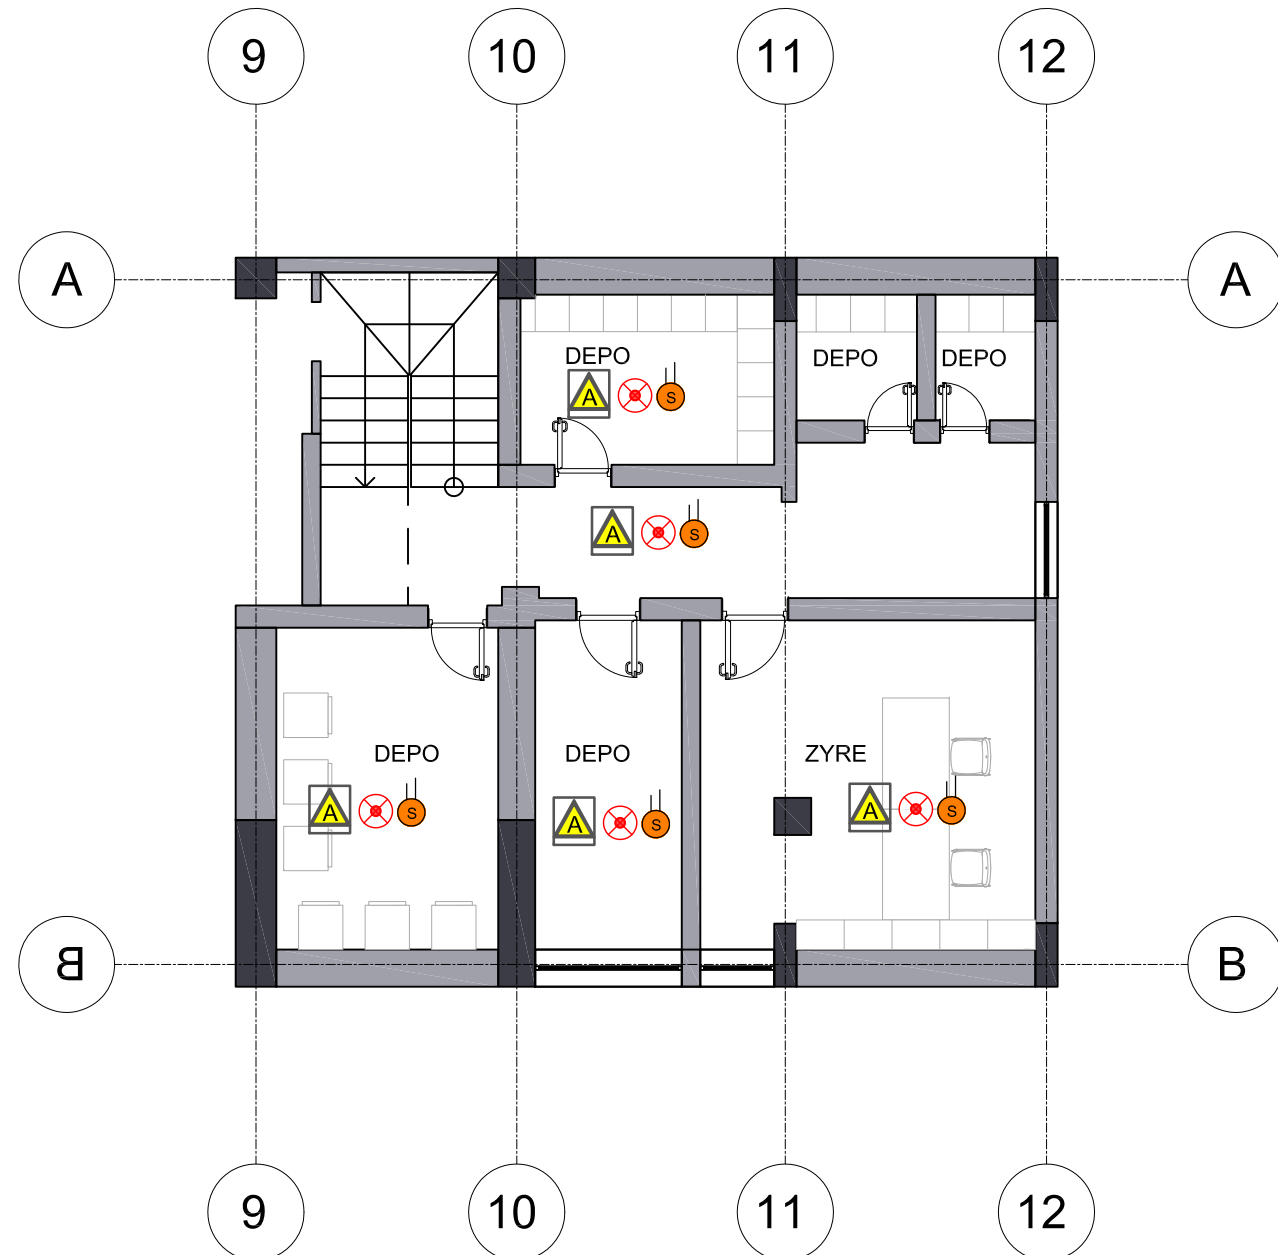 9 10 11 12
A A
DEPO DEPO DEPO
A S
A S
DEPO DEPO ZYRE
A S A S A S
B B
9 10 11 12